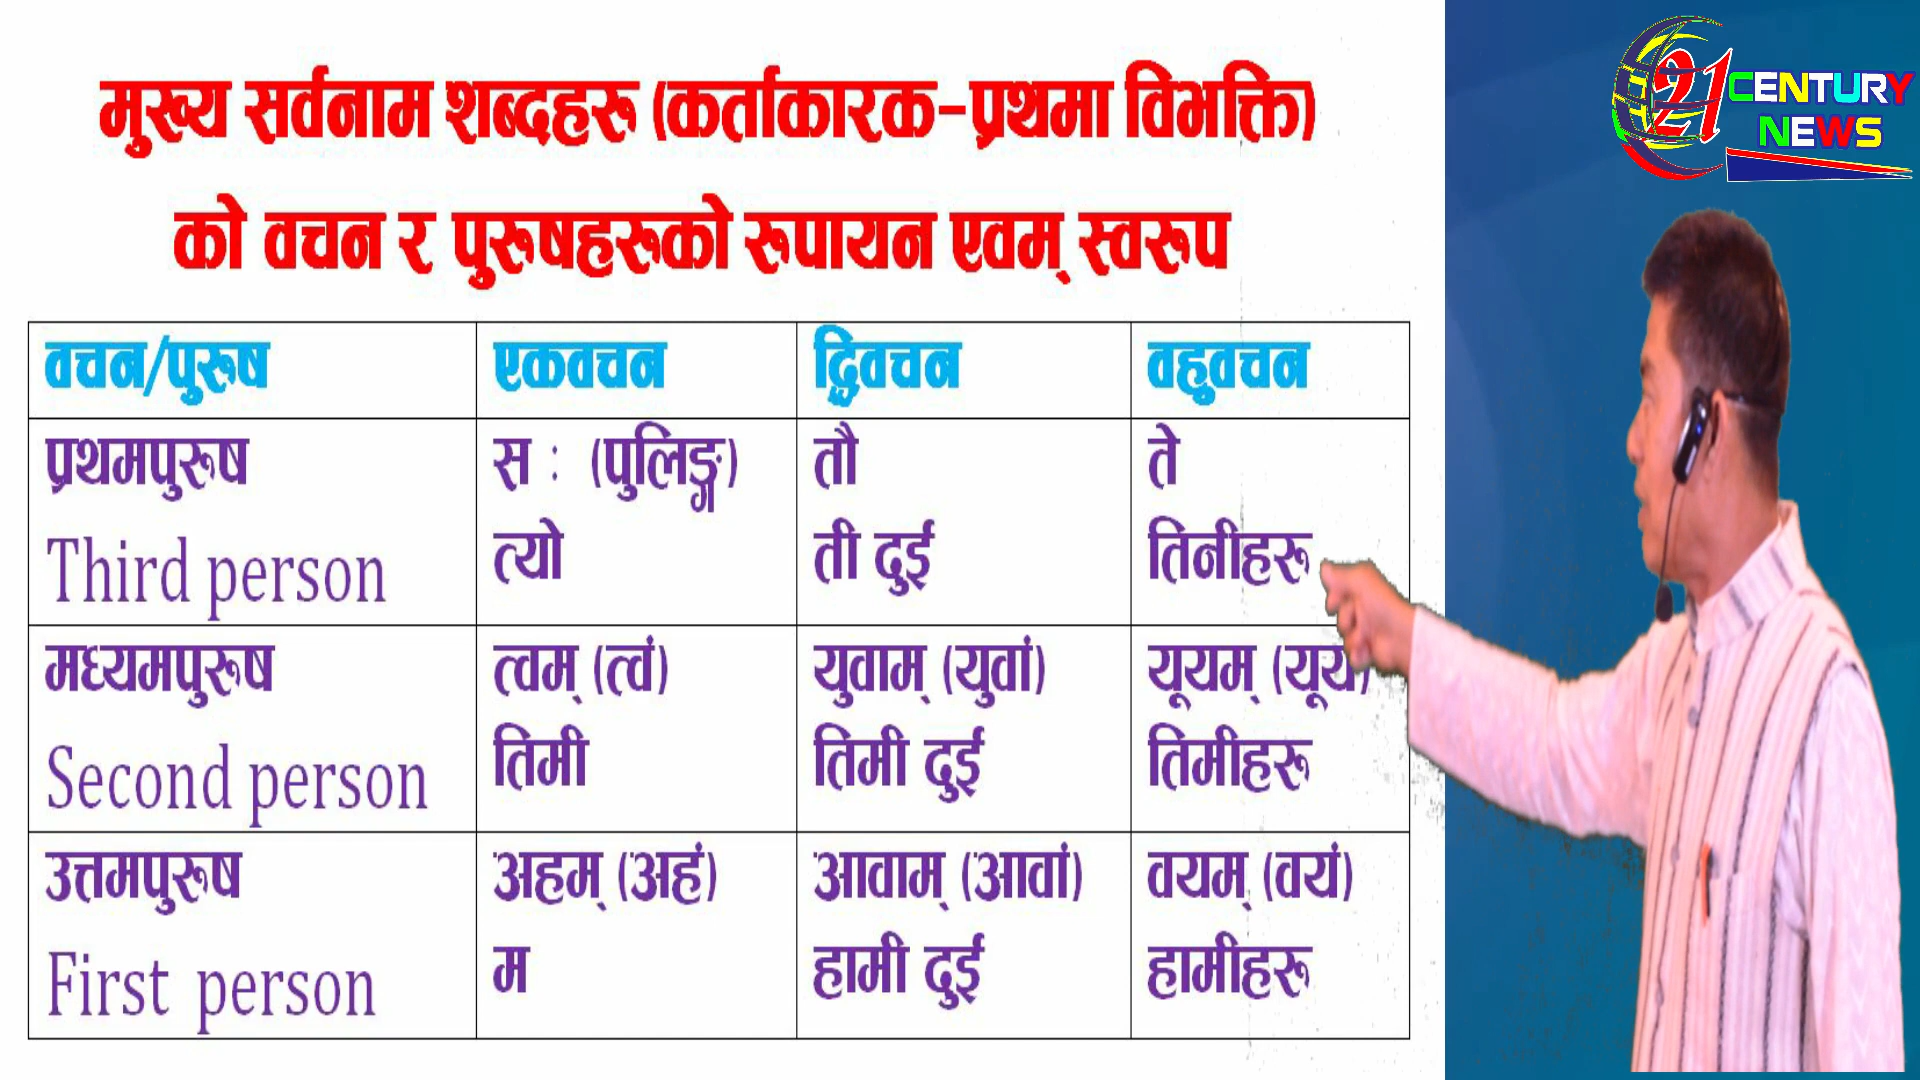 मुख्य सर्वनाम शब्दहरु (कर्ताकारक-प्रथमा विभक्ति)
को वचन र पुरुषहरुको रुपायन एवम् स्वरूप
वचन/पुरुष एकवचन द्विवचन वहुवचन
प्रथमपुरुष स : (पुलिङ्ग) तौ ते
Third person त्यो ती दुई तिनीहरु
मध्यमपुरुष त्वम् (त्वं) युवाम् (युवां) यूयम् (यूयं)
Second person तिमी तिमी दुई तिमीहरु
उत्तमपुरुष अहम् (अहं) आवाम् (आवां) वयम् (वयं)
First person म हामी दुई हामीहरु
21 CENTURY
NEWS